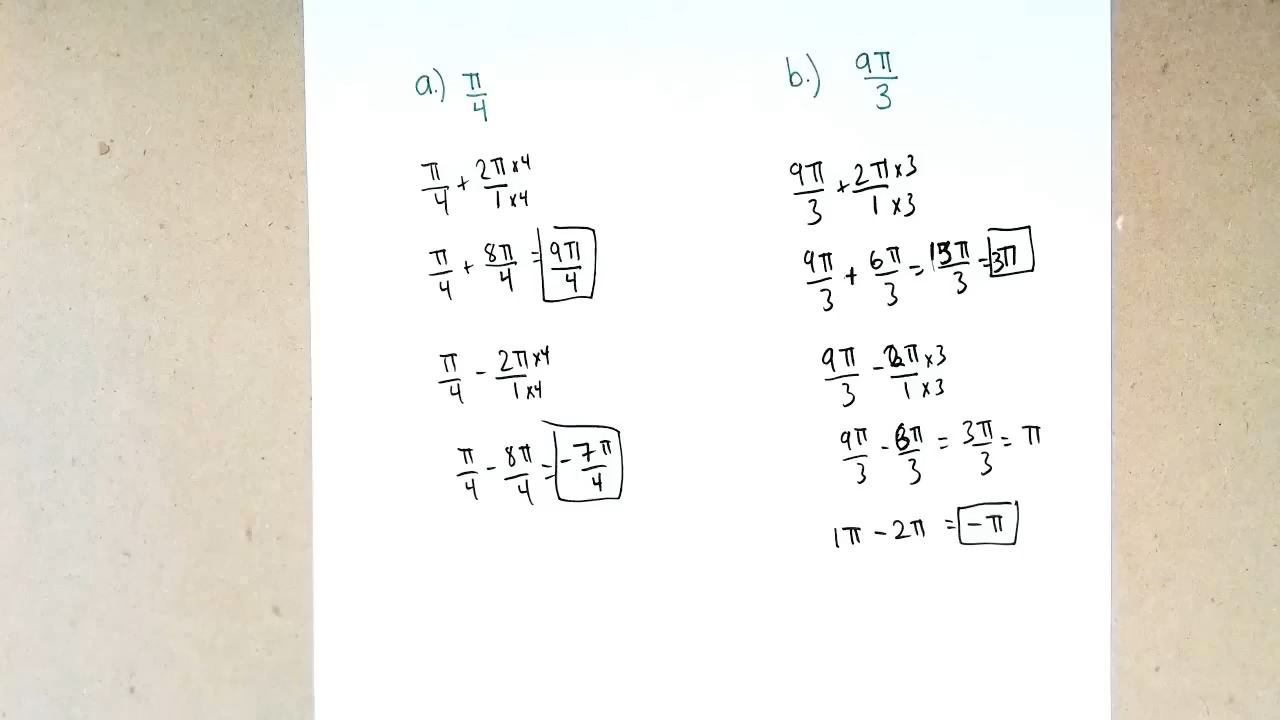 a.) π/4
π/4 + 2π×4/1×4
π/4 + 8π/4 = 9π/4
π/4 - 2π×4/1×4
π/4 - 8π/4 = -7π/4
b.) 9π/3
9π/3 + 2π×3/1×3
9π/3 + 6π/3 = 15π/3 = 3π
9π/3 - 2π×3/1×3
9π/3 - 6π/3 = 3π/3 = π
1π - 2π = -π